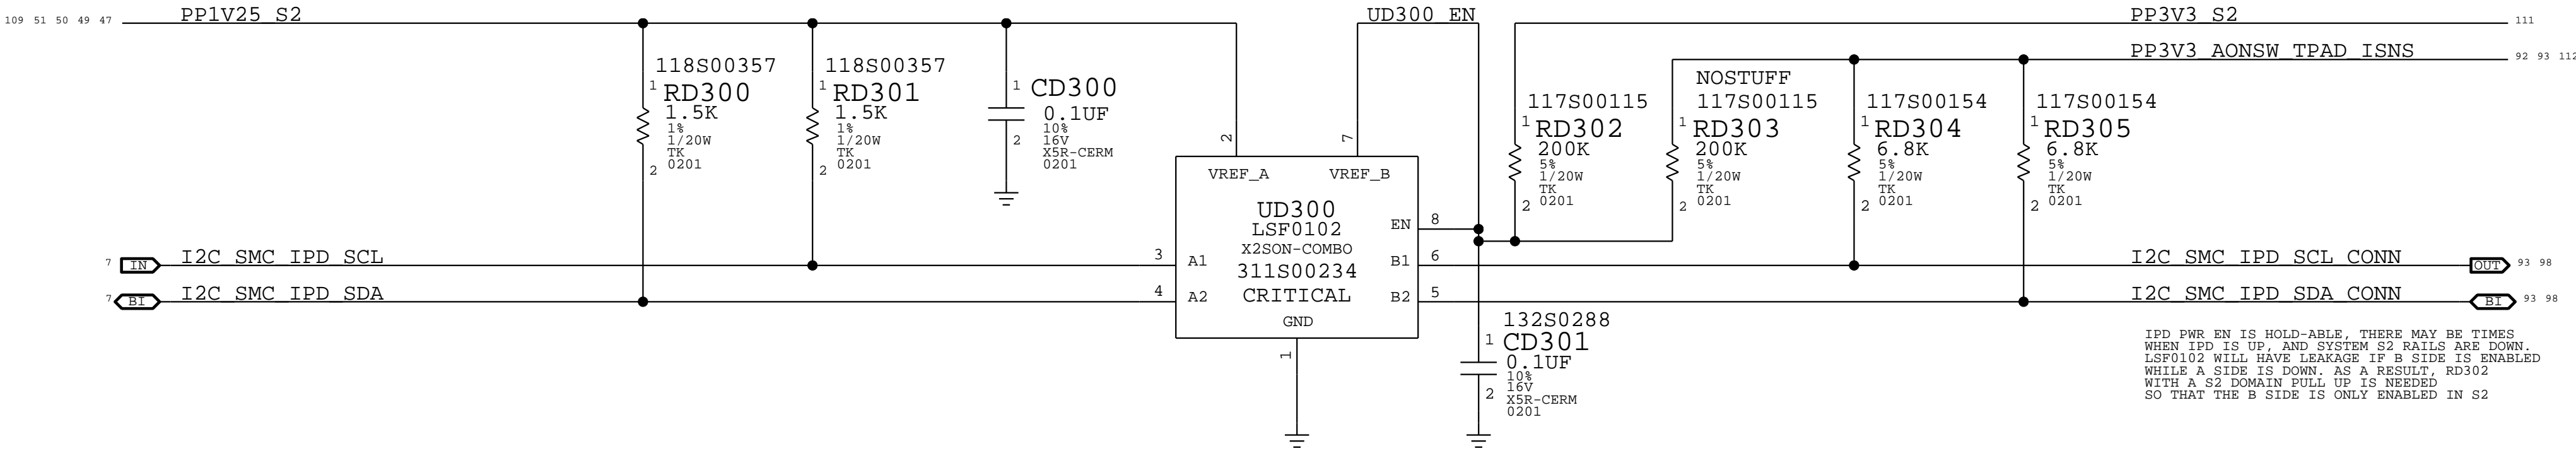 109 51 50 49 47 PP1V25_S2
UD300_EN
PP3V3_S2 111
PP3V3_AONSW_TPAD_ISNS 92 93 112
118S00357
1 RD300
1.5K
1%
1/20W
TK
2 0201
118S00357
1 RD301
1.5K
1%
1/20W
TK
2 0201
1 CD300
0.1UF
10%
2 16V
X5R-CERM
0201
2
7
VREF_A VREF_B
UD300
LSF0102
X2SON-COMBO
311S00234
CRITICAL
GND
1
EN 8
3 A1
B1 6
4 A2
B2 5
117S00115
1 RD302
200K
5%
1/20W
TK
2 0201
NOSTUFF
117S00115
1 RD303
200K
5%
1/20W
TK
2 0201
117S00154
1 RD304
6.8K
5%
1/20W
TK
2 0201
117S00154
1 RD305
6.8K
5%
1/20W
TK
2 0201
7 IN I2C_SMC_IPD_SCL
7 BI I2C_SMC_IPD_SDA
I2C_SMC_IPD_SCL_CONN OUT 93 98
I2C_SMC_IPD_SDA_CONN BI 93 98
132S0288
1 CD301
0.1UF
10%
16V
2 X5R-CERM
0201
IPD PWR EN IS HOLD-ABLE, THERE MAY BE TIMES
WHEN IPD IS UP, AND SYSTEM S2 RAILS ARE DOWN.
LSF0102 WILL HAVE LEAKAGE IF B SIDE IS ENABLED
WHILE A SIDE IS DOWN. AS A RESULT, RD302
WITH A S2 DOMAIN PULL UP IS NEEDED
SO THAT THE B SIDE IS ONLY ENABLED IN S2